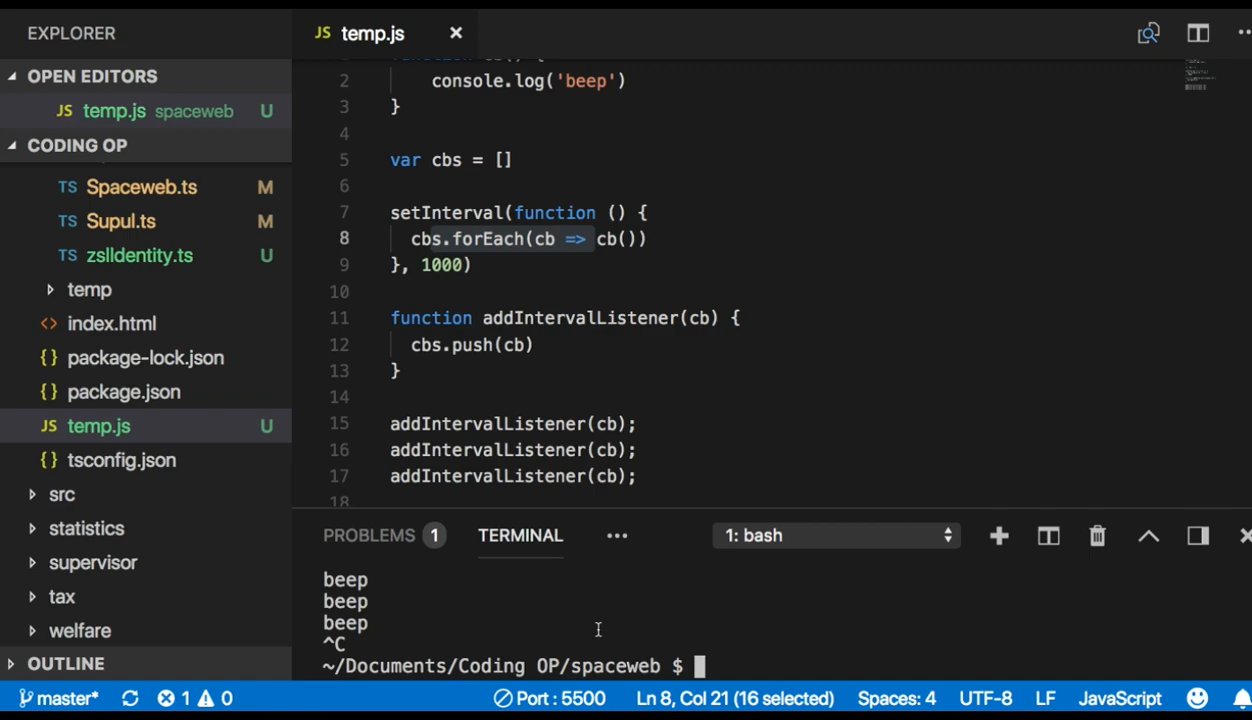 EXPLORER
JS temp.js
OPEN EDITORS
JS temp.js spaceweb U
CODING OP
TS Spaceweb.ts M
TS Supul.ts M
TS zslldentity.ts U
temp
<> index.html
{} package-lock.json
{} package.json
JS temp.js U
{} tsconfig.json
src
statistics
supervisor
tax
welfare
OUTLINE
2 console.log('beep')
3 }
4
5 var cbs = []
6
7 setInterval(function () {
8 cbs.forEach(cb => cb())
9 }, 1000)
10
11 function addIntervalListener(cb) {
12 cbs.push(cb)
13 }
14
15 addIntervalListener(cb);
16 addIntervalListener(cb);
17 addIntervalListener(cb);
18
PROBLEMS 1 TERMINAL ••• 1: bash
beep
beep
beep
^C
~/Documents/Coding OP/spaceweb $
master* 1 0 Port : 5500 Ln 8, Col 21 (16 selected) Spaces: 4 UTF-8 LF JavaScript